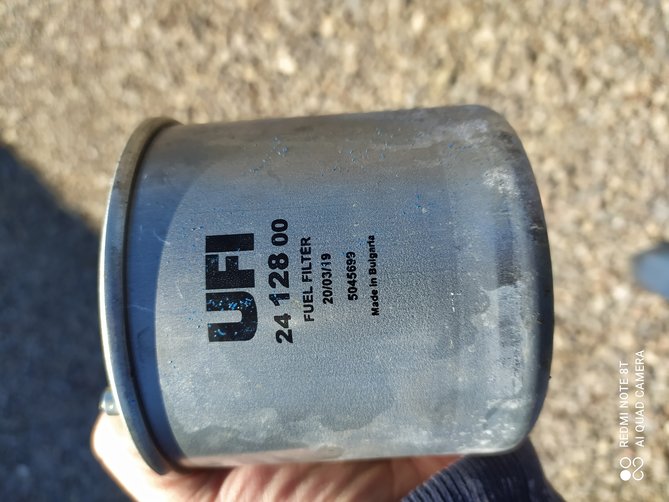 UFI
24 128 00
FUEL FILTER
20/03/19
5045699
Made in Bulgaria
REDMI NOTE 8T
AI QUAD CAMERA